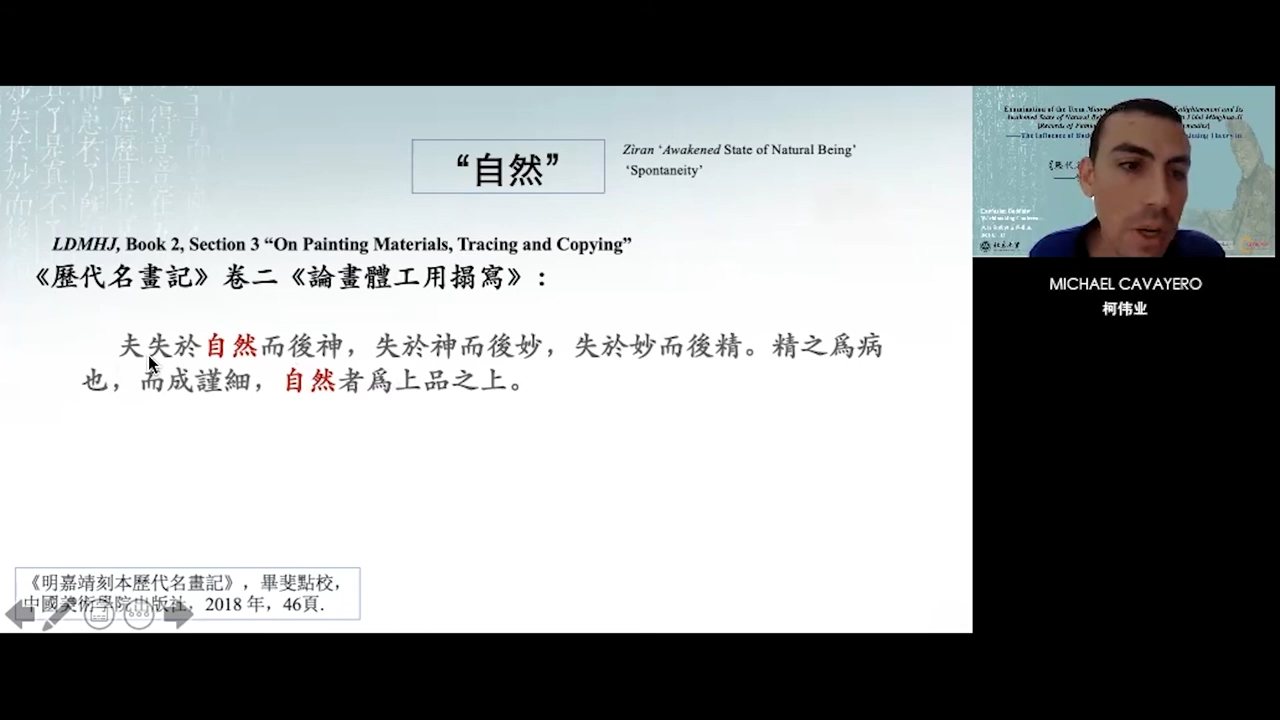 “自然”
Ziran ‘Awakened State of Natural Being’
‘Spontaneity’
LDMHJ, Book 2, Section 3 “On Painting Materials, Tracing and Copying”
《歷代名畫記》卷二《論畫體工用搨寫》：
夫失於自然而後神，失於神而後妙，失於妙而後精。精之爲病
也，而成謹細，自然者爲上品之上。
《明嘉靖刻本歷代名畫記》，畢斐點校，
中國美術學院出版社，2018 年，46頁.
MICHAEL CAVAYERO
柯伟业